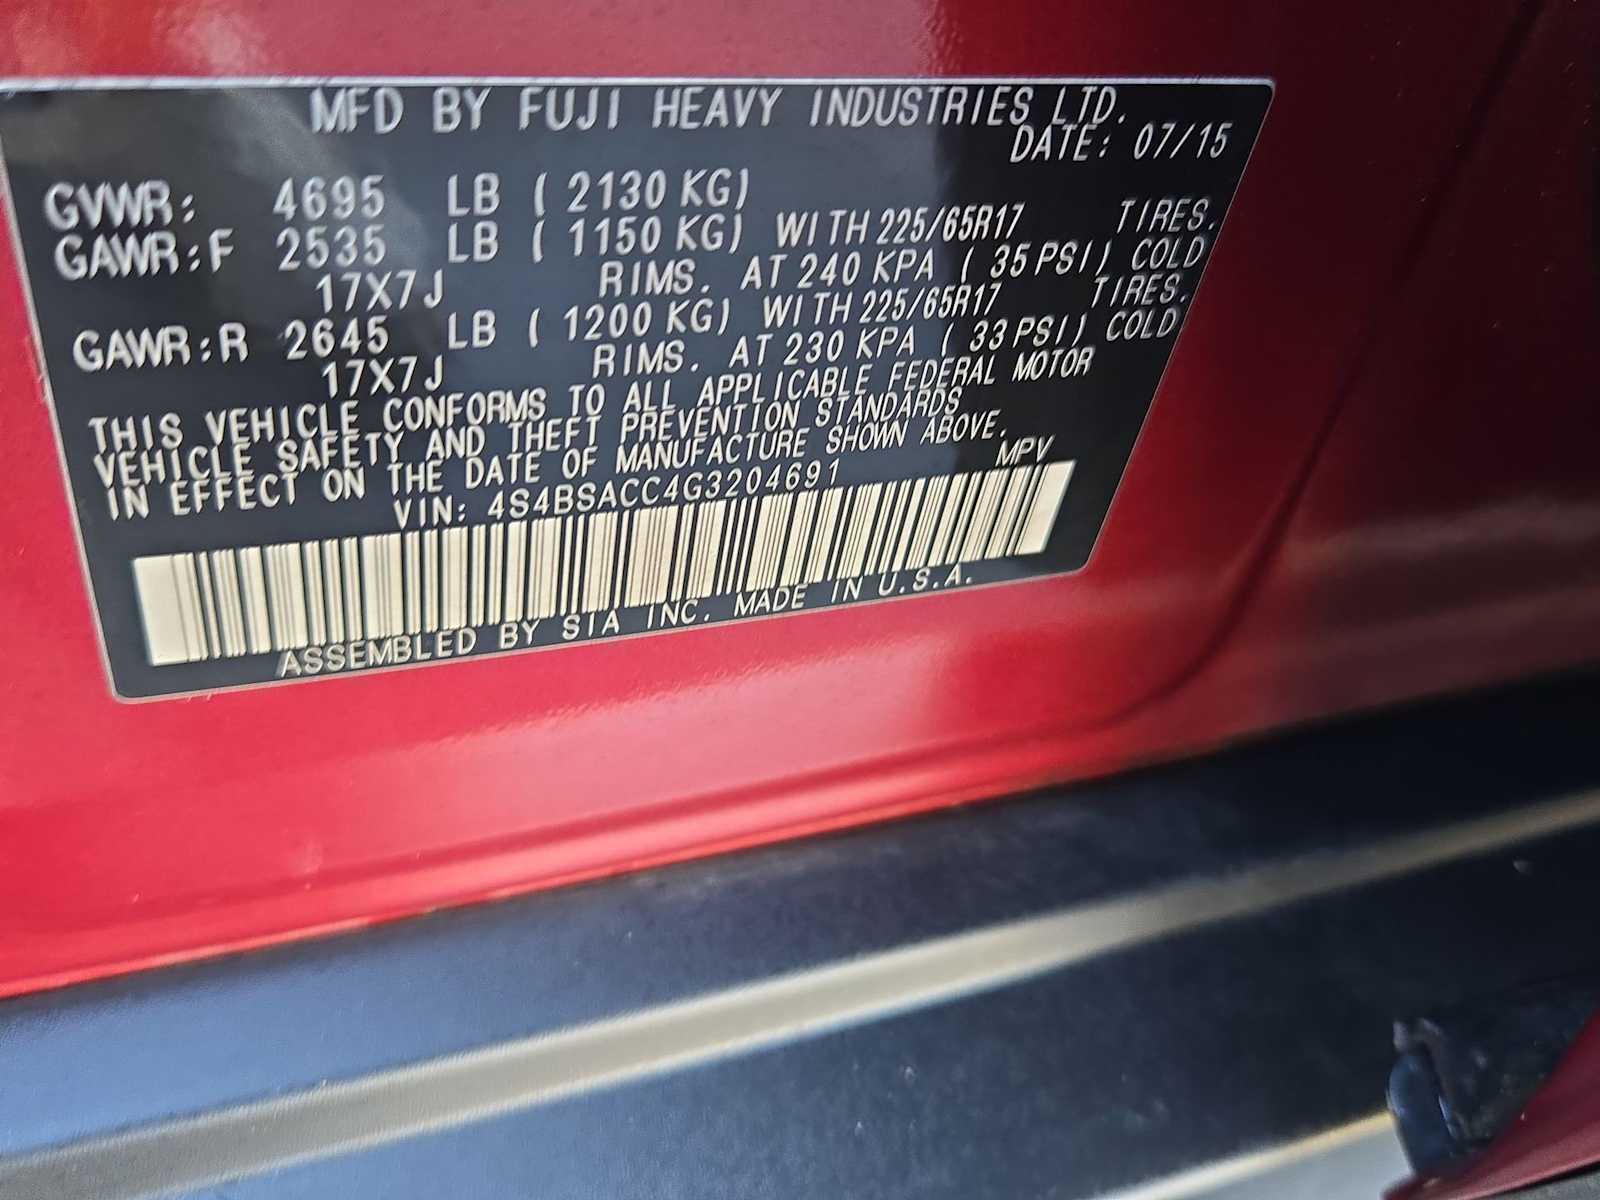 MFD BY FUJI HEAVY INDUSTRIES LTD.
DATE: 07/15
GVWR: 4695 LB ( 2130 KG)
GAWR:F 2535 LB ( 1150 KG) WITH 225/65R17 TIRES.
17X7J RIMS. AT 240 KPA ( 35 PSI) COLD
GAWR:R 2645 LB ( 1200 KG) WITH 225/65R17 TIRES.
17X7J RIMS. AT 230 KPA ( 33 PSI) COLD
THIS VEHICLE CONFORMS TO ALL APPLICABLE FEDERAL MOTOR
VEHICLE SAFETY AND THEFT PREVENTION STANDARDS
IN EFFECT ON THE DATE OF MANUFACTURE SHOWN ABOVE.
VIN: 4S4BSACC4G3204691 MPV
ASSEMBLED BY SIA INC. MADE IN U.S.A.